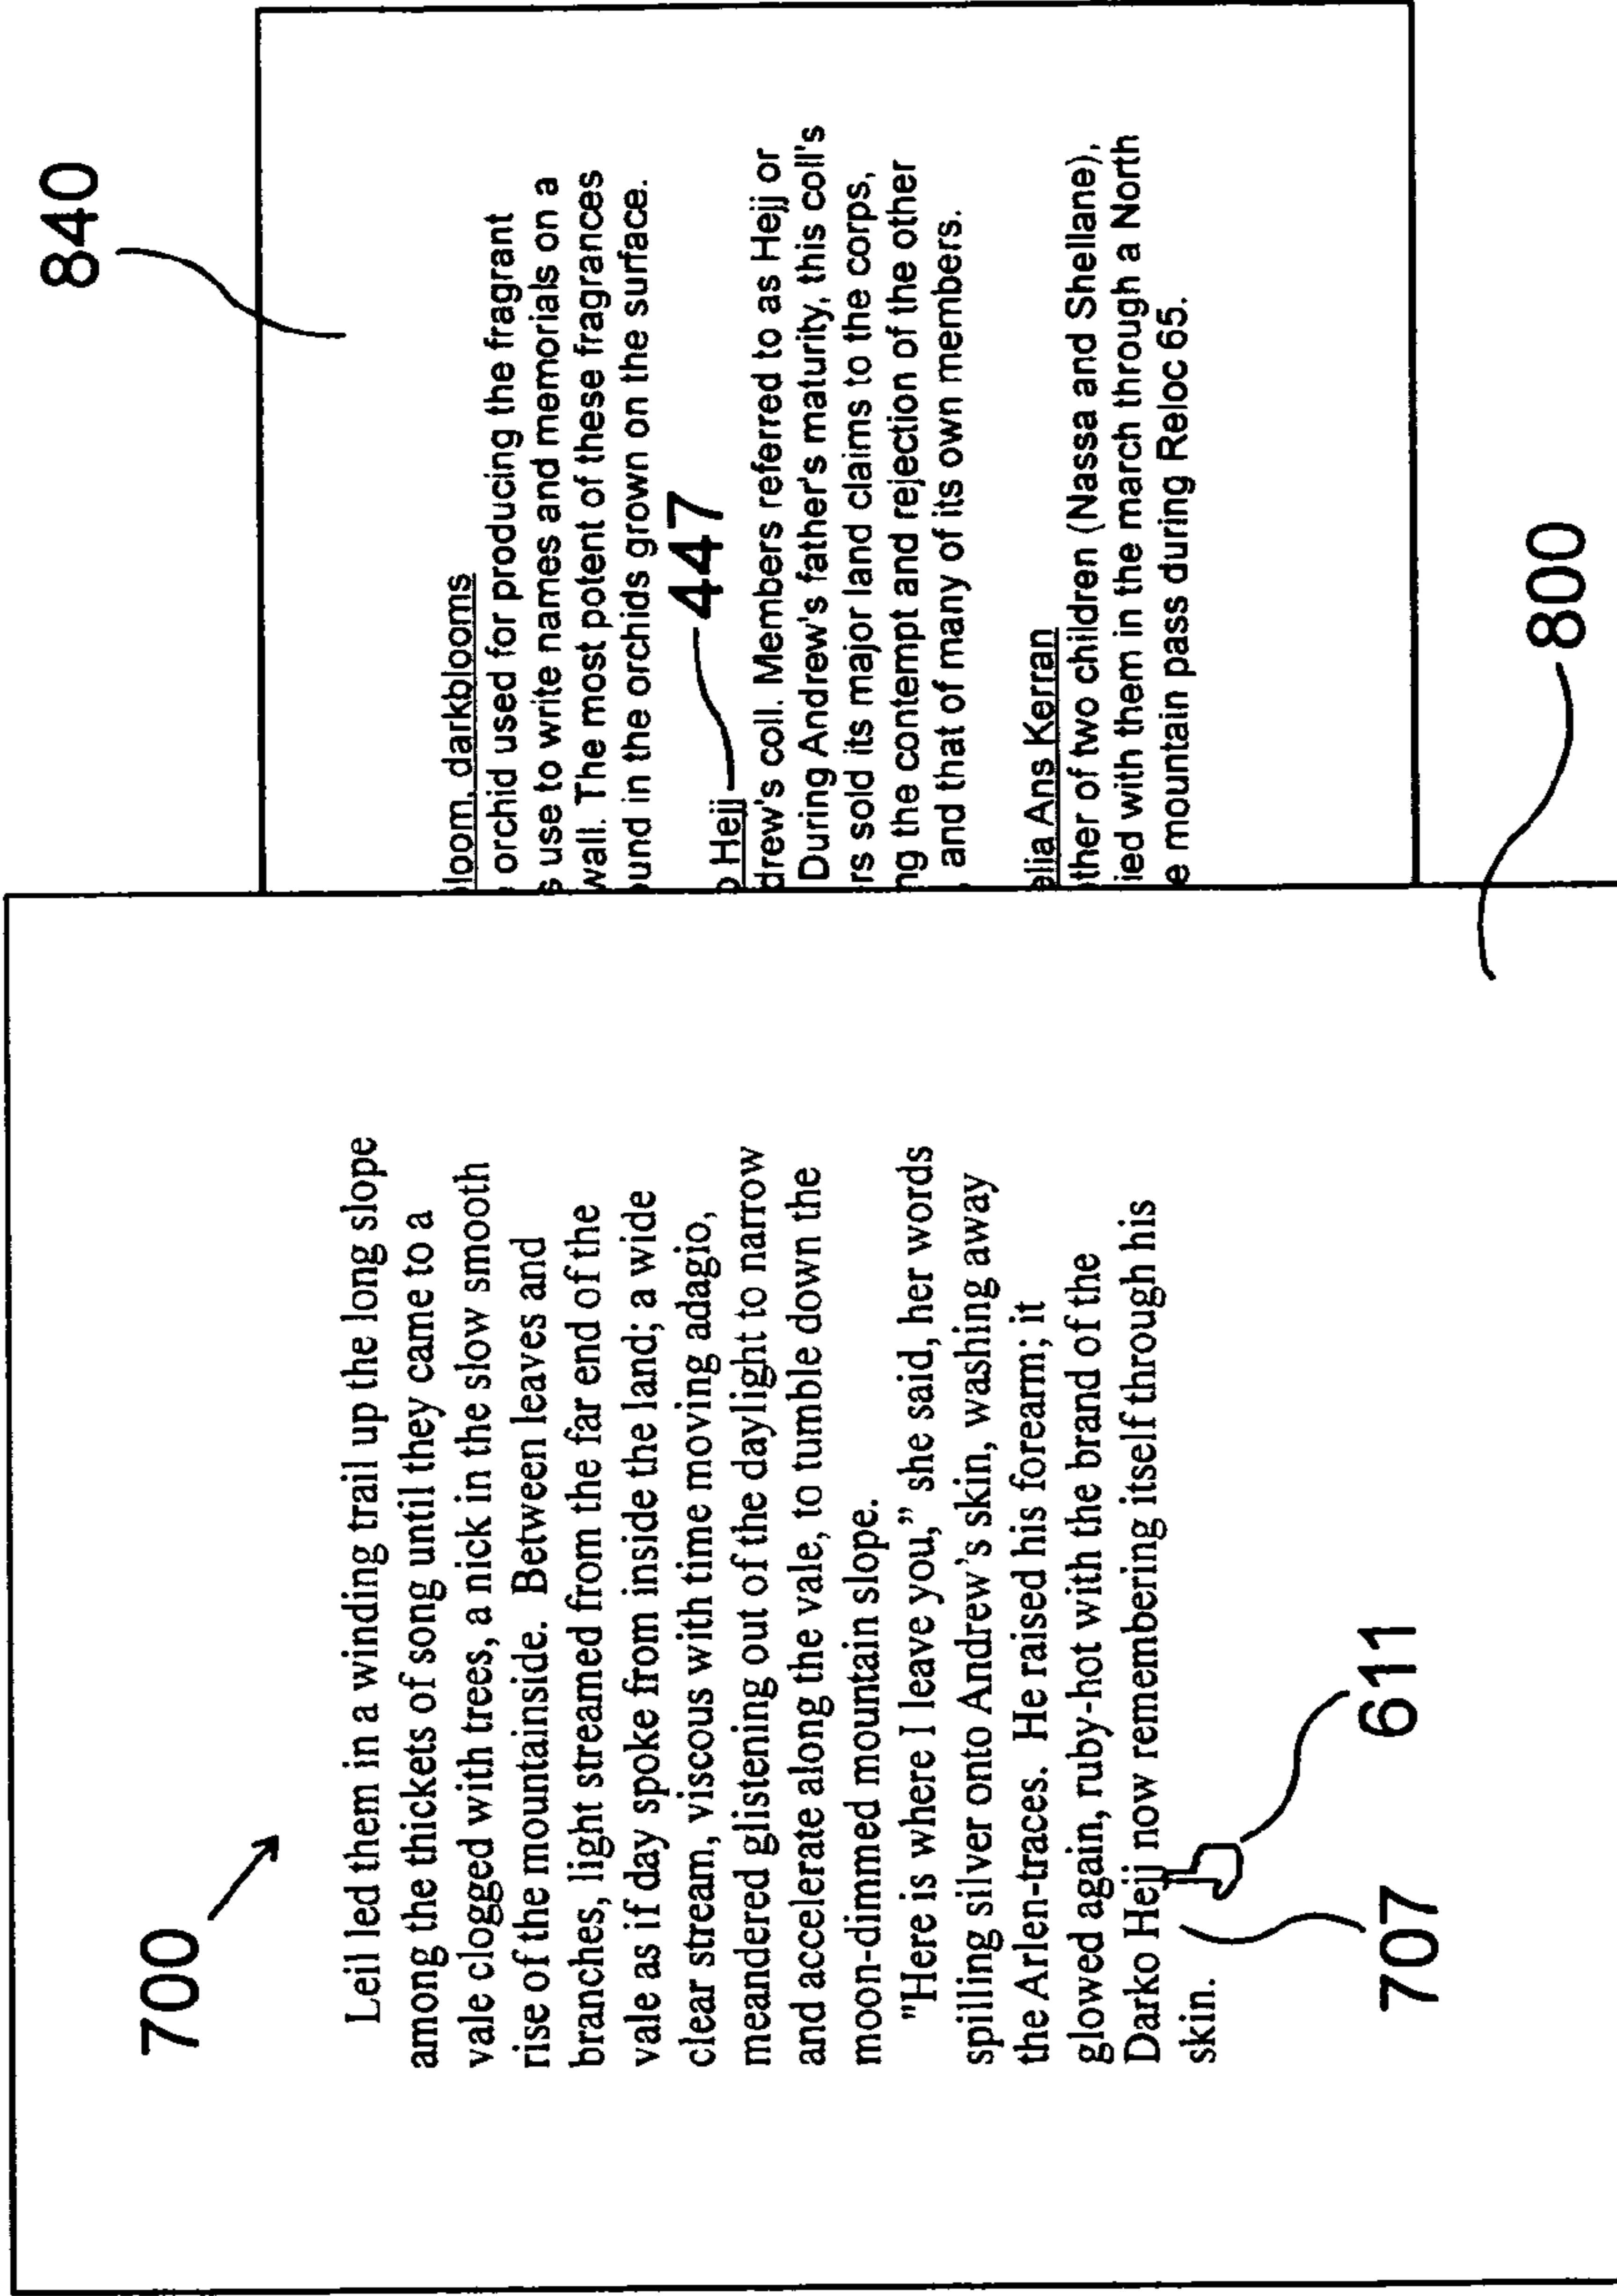 700
Leil led them in a winding trail up the long slope
among the thickets of song until they came to a
vale clogged with trees, a nick in the slow smooth
rise of the mountainside. Between leaves and
branches, light streamed from the far end of the
vale as if day spoke from inside the land; a wide
clear stream, viscous with time moving adagio,
meandered glistening out of the daylight to narrow
and accelerate along the vale, to tumble down the
moon-dimmed mountain slope.
"Here is where I leave you,” she said, her words
spilling silver onto Andrew’s skin, washing away
the Arlen-traces. He raised his forearm; it
glowed again, ruby-hot with the brand of the
Darko Hejj now remembering itself through his
skin.
707
611
840
loom, darkblooms
orchid used for producing the fragrant
s use to write names and memorials on a
wall. The most potent of these fragrances
und in the orchids grown on the surface.
o Hejj
447
drew's coll. Members referred to as Hejj or
During Andrew's father's maturity, this coll's
rs sold its major land claims to the corps,
ng the contempt and rejection of the other
and that of many of its own members.
elia Ans Kerran
ther of two children (Nassa and Shellane),
ied with them in the march through a North
e mountain pass during Reloc 65.
800